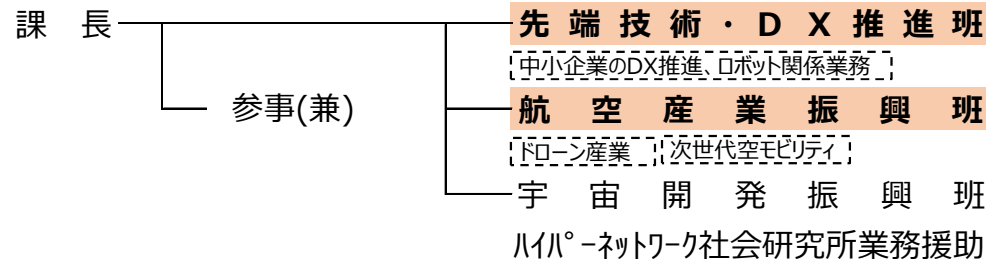 課長
先端技術・DX推進班
中小企業のDX推進、ﾛﾎﾞｯﾄ関係業務
参事(兼)
航空産業振興班
ﾄﾞﾛｰﾝ産業 次世代空ﾓﾋﾞﾘﾃｨ
宇宙開発振興班
ﾊｲﾊﾟｰﾈｯﾄﾜｰｸ社会研究所業務援助